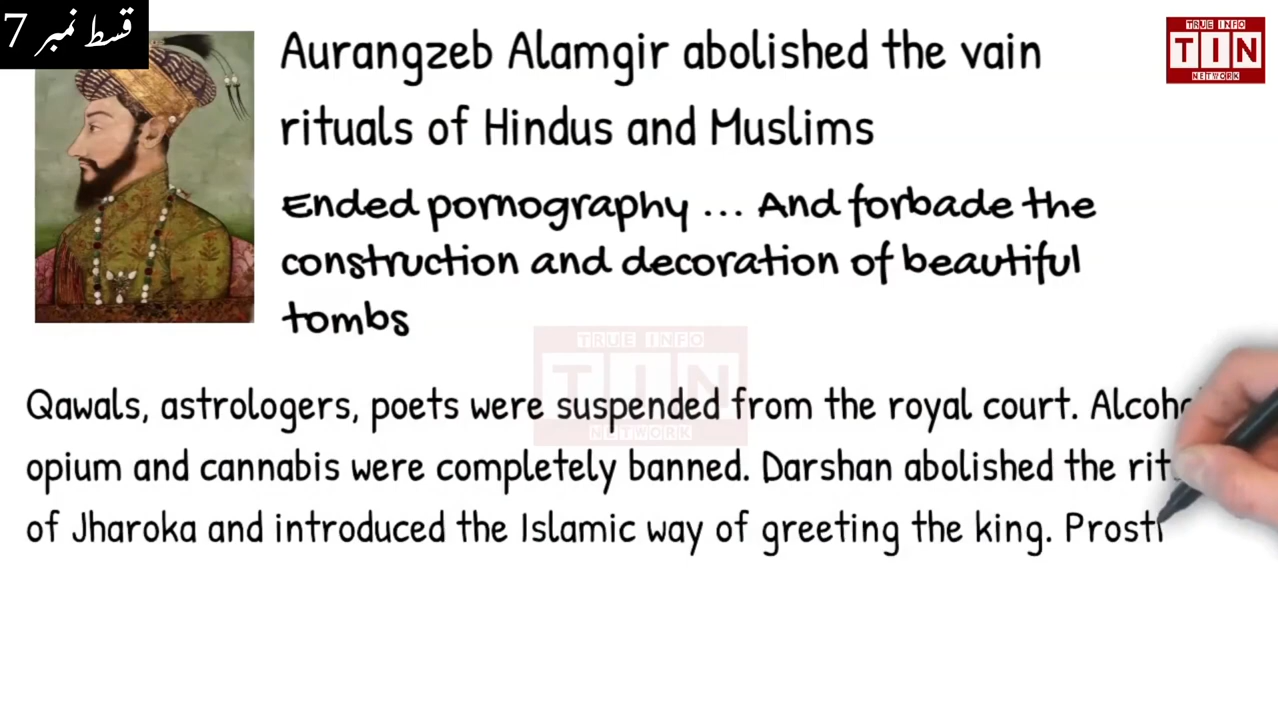 قسط نمبر 7
TRUE INFO
TIN
NETWORK
Aurangzeb Alamgir abolished the vain
rituals of Hindus and Muslims
Ended pornography ... And forbade the
construction and decoration of beautiful
tombs
TRUE INFO
TIN
NETWORK
Qawals, astrologers, poets were suspended from the royal court.
opium and cannabis were completely banned. Darshan abolished the
of Jharoka and introduced the Islamic way of greeting the king.